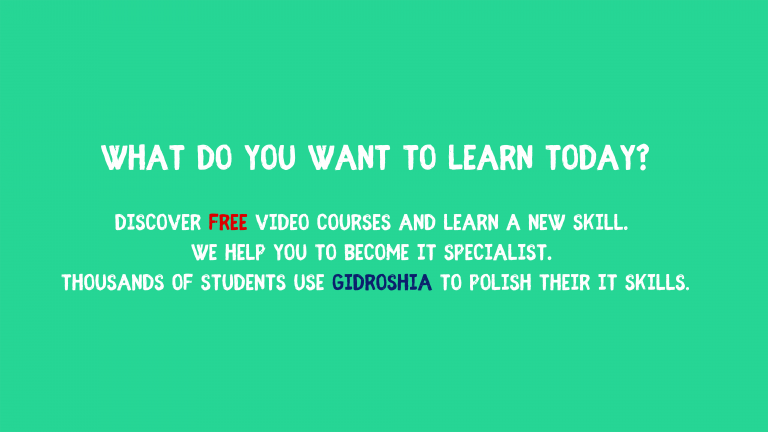 WHAT DO YOU WANT TO LEARN TODAY?
DISCOVER FREE VIDEO COURSES AND LEARN A NEW SKILL.
WE HELP YOU TO BECOME IT SPECIALIST.
THOUSANDS OF STUDENTS USE GIDROSHIA TO POLISH THEIR IT SKILLS.